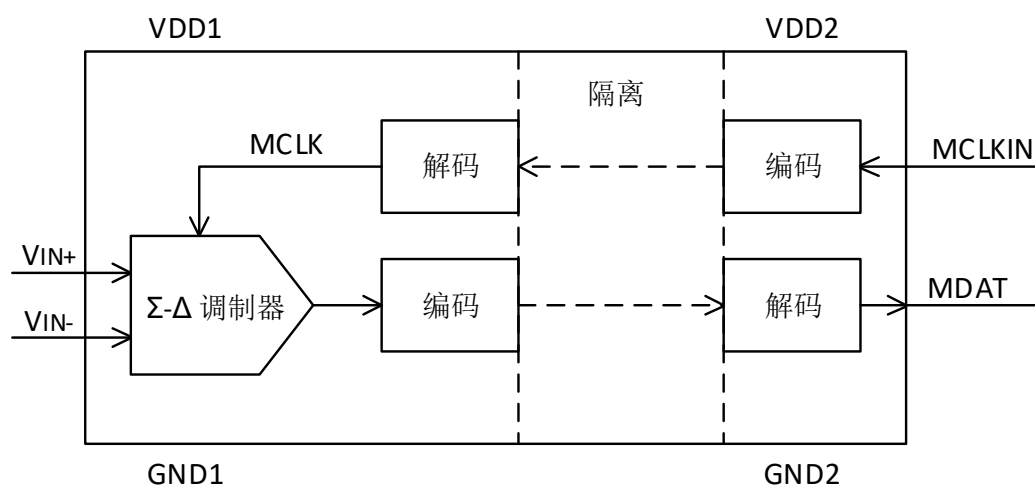 VDD1
VDD2
隔离
MCLK
解码
编码
MCLKIN
VIN+
Σ-Δ 调制器
编码
解码
MDAT
VIN-
GND1
GND2